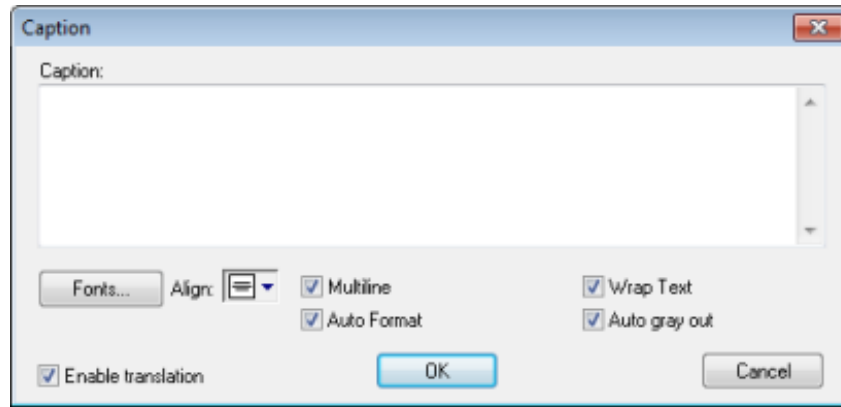 Caption
Caption:
Fonts... Align: Multiline Wrap Text
Auto Format Auto gray out
Enable translation OK Cancel